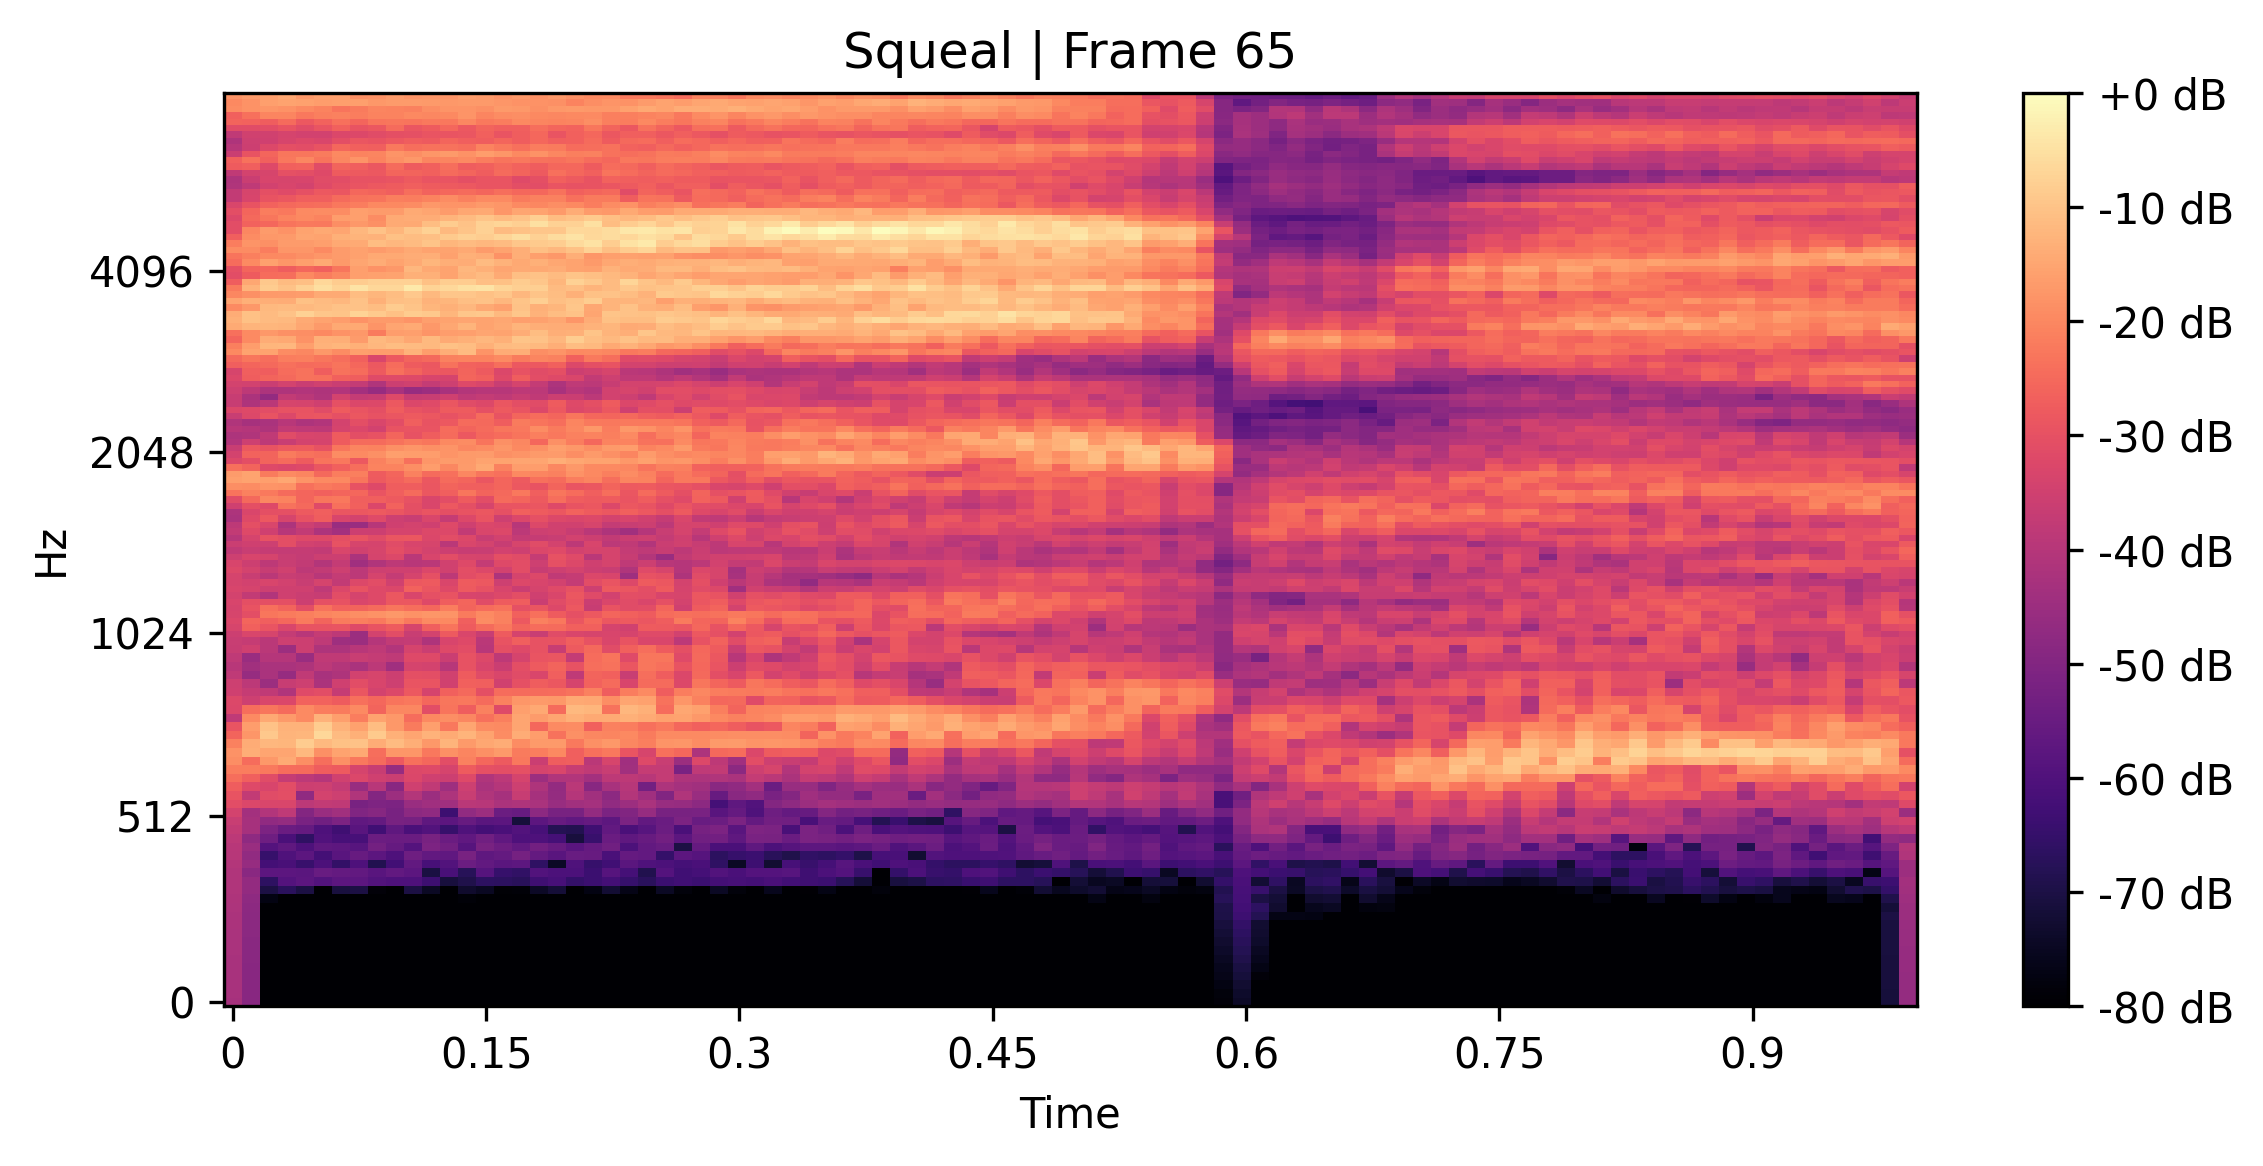 Squeal | Frame 65
+0 dB
-10 dB
-20 dB
-30 dB
-40 dB
-50 dB
-60 dB
-70 dB
-80 dB
Hz
4096
2048
1024
512
0
0 0.15 0.3 0.45 0.6 0.75 0.9
Time